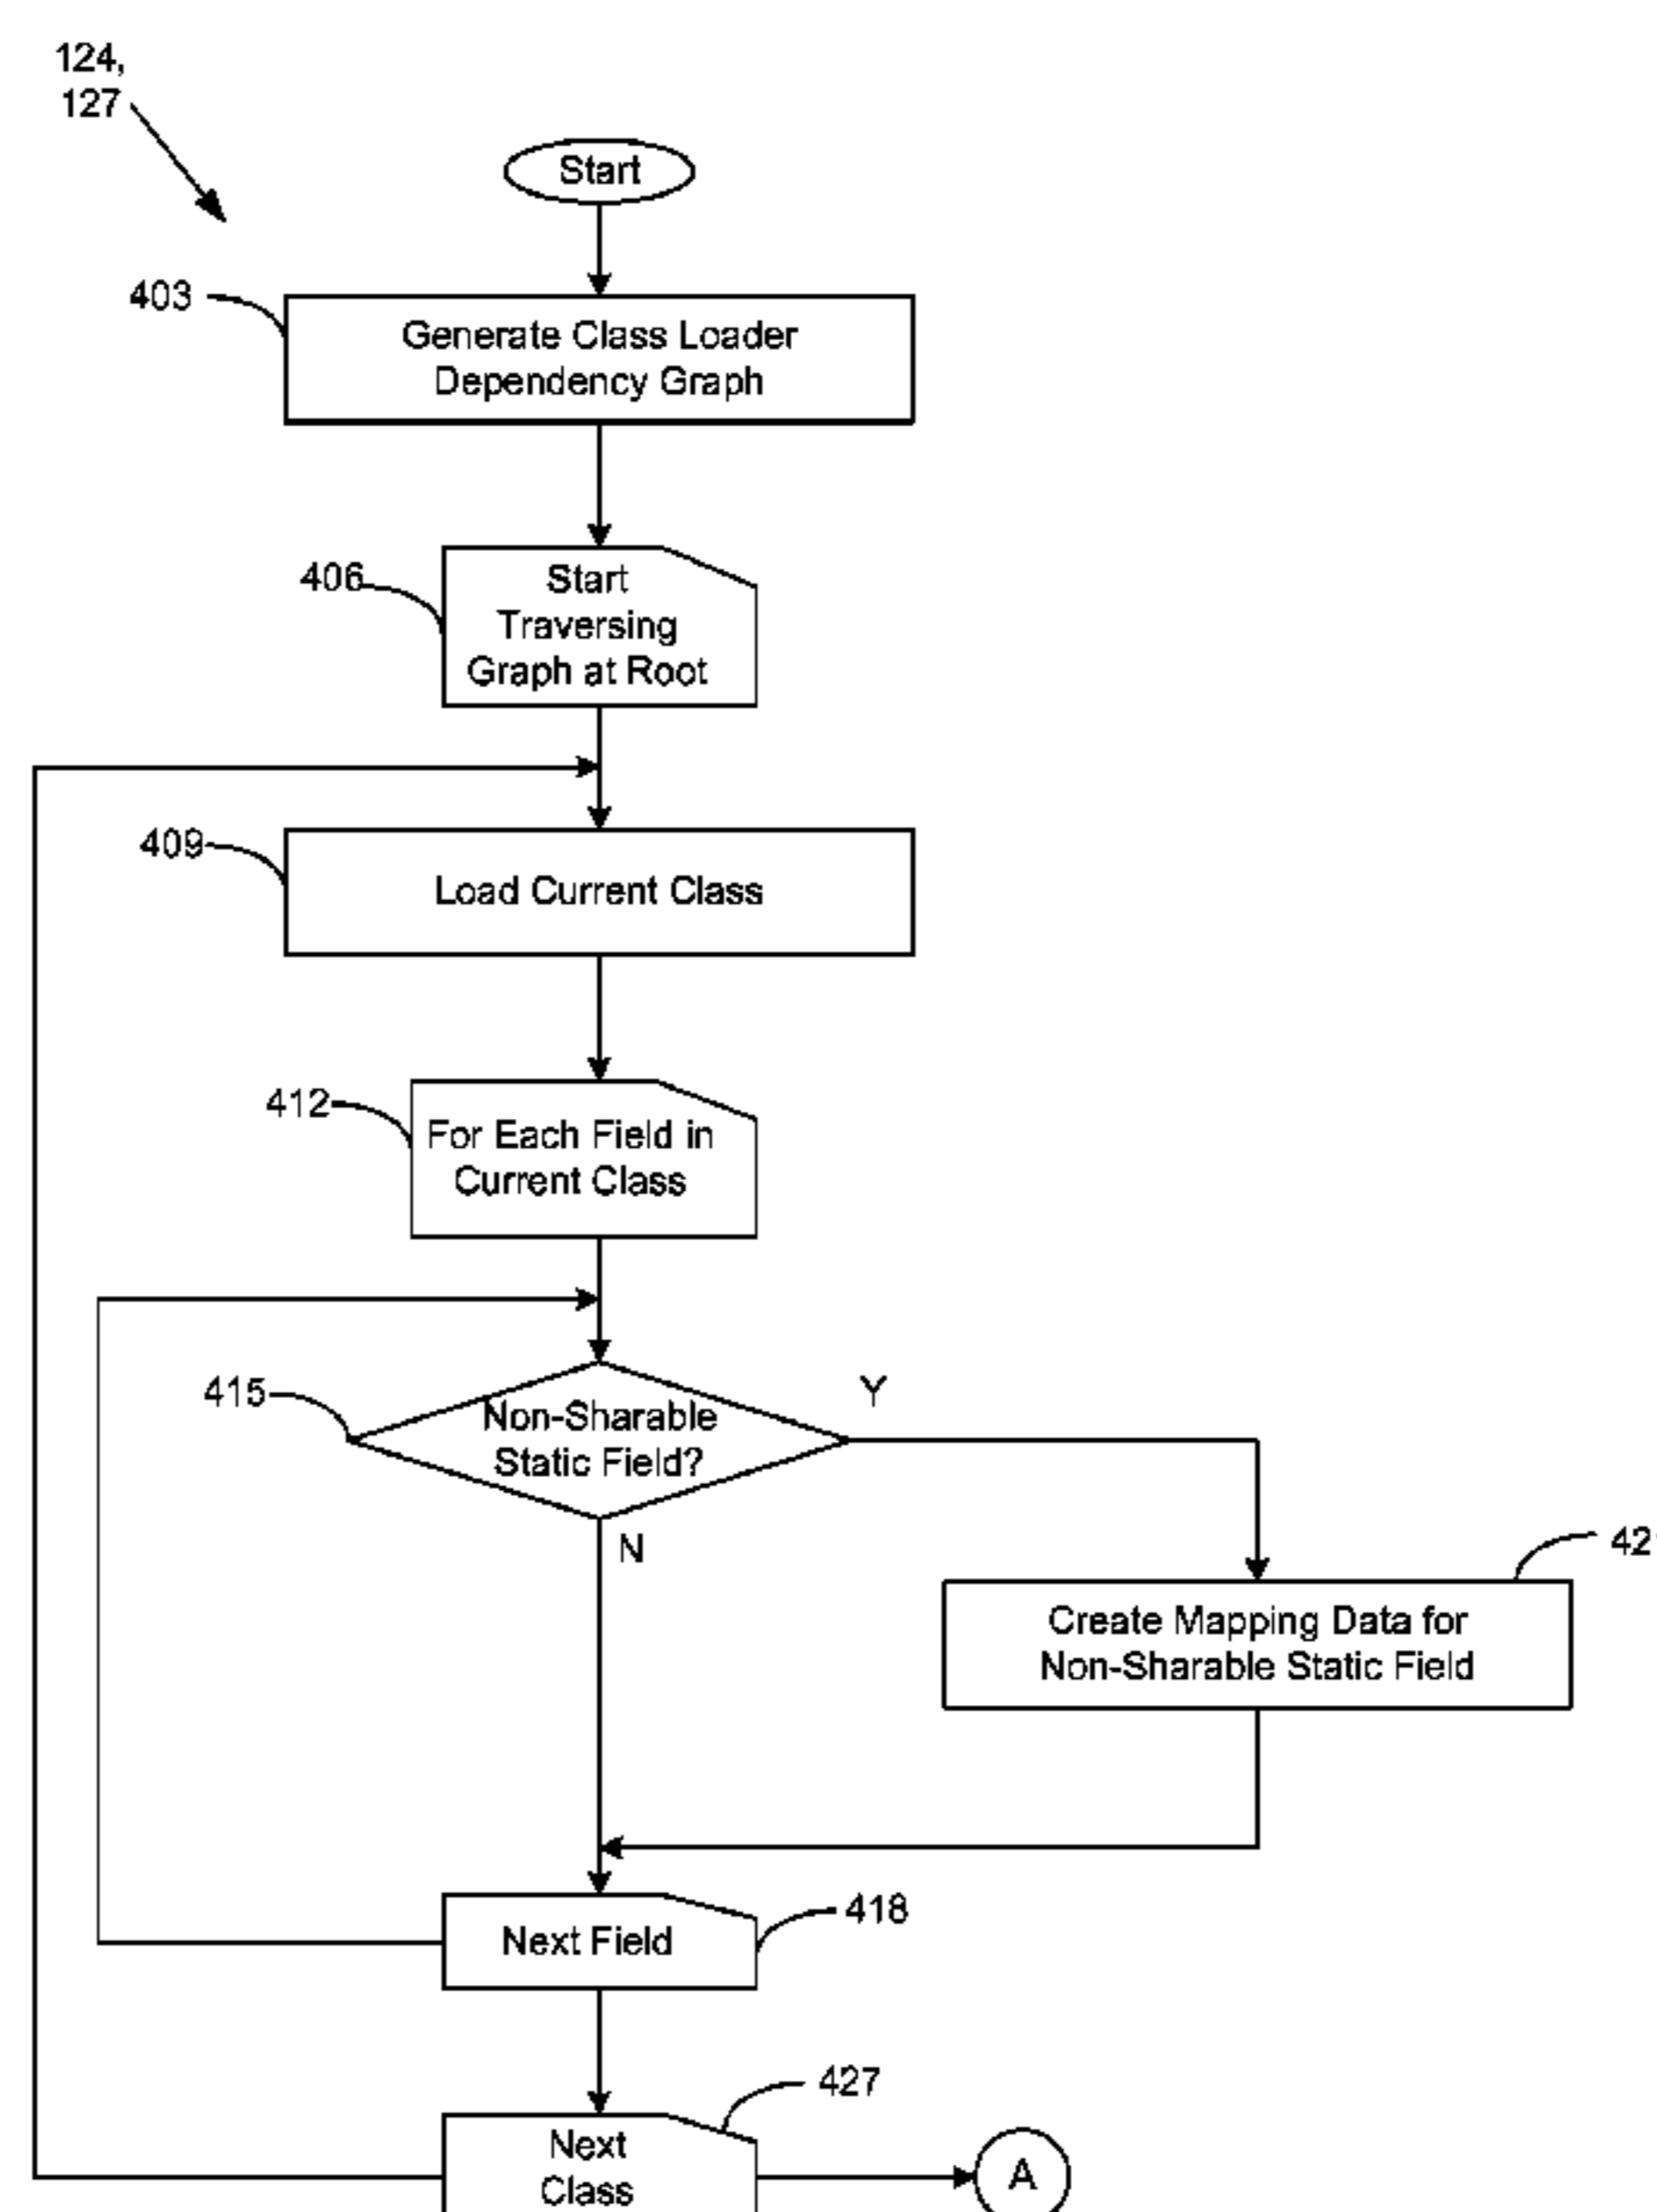 124,
127
Start
403
Generate Class Loader
Dependency Graph
406
Start
Traversing
Graph at Root
409
Load Current Class
412
For Each Field in
Current Class
415
Non-Sharable
Static Field?
Y
N
Create Mapping Data for
Non-Sharable Static Field
418
Next Field
427
Next
Class
A